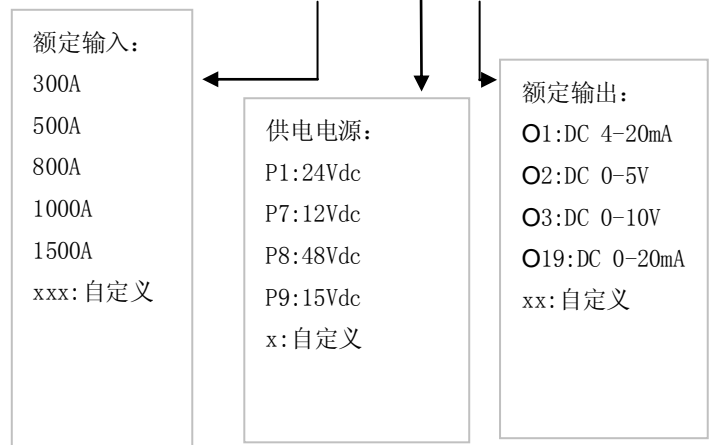 额定输入：
300A
500A
800A
1000A
1500A
xxx:自定义
供电电源：
P1:24Vdc
P7:12Vdc
P8:48Vdc
P9:15Vdc
x:自定义
额定输出：
O1:DC 4-20mA
O2:DC 0-5V
O3:DC 0-10V
O19:DC 0-20mA
xx:自定义